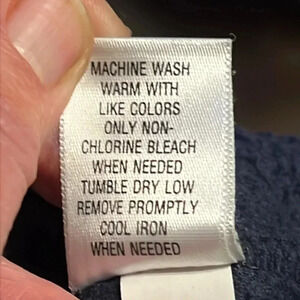 MACHINE WASH
WARM WITH
LIKE COLORS
ONLY NON-
CHLORINE BLEACH
WHEN NEEDED
TUMBLE DRY LOW
REMOVE PROMPTLY
COOL IRON
WHEN NEEDED